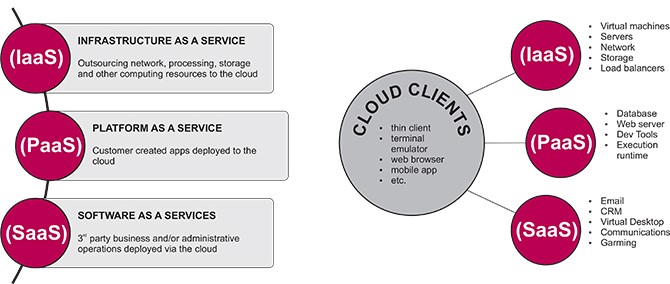 (IaaS)
INFRASTRUCTURE AS A SERVICE
Outsourcing network, processing, storage
and other computing resources to the cloud
(PaaS)
PLATFORM AS A SERVICE
Customer created apps deployed to the
cloud
(SaaS)
SOFTWARE AS A SERVICES
3rd party business and/or administrative
operations deployed via the cloud
CLOUD CLIENTS
• thin client
• terminal
emulator
• web browser
• mobile app
• etc.
(IaaS)
• Virtual machines
• Servers
• Network
• Storage
• Load balancers
(PaaS)
• Database
• Web server
• Dev Tools
• Execution
runtime
(SaaS)
• Email
• CRM
• Virtual Desktop
• Communications
• Garming